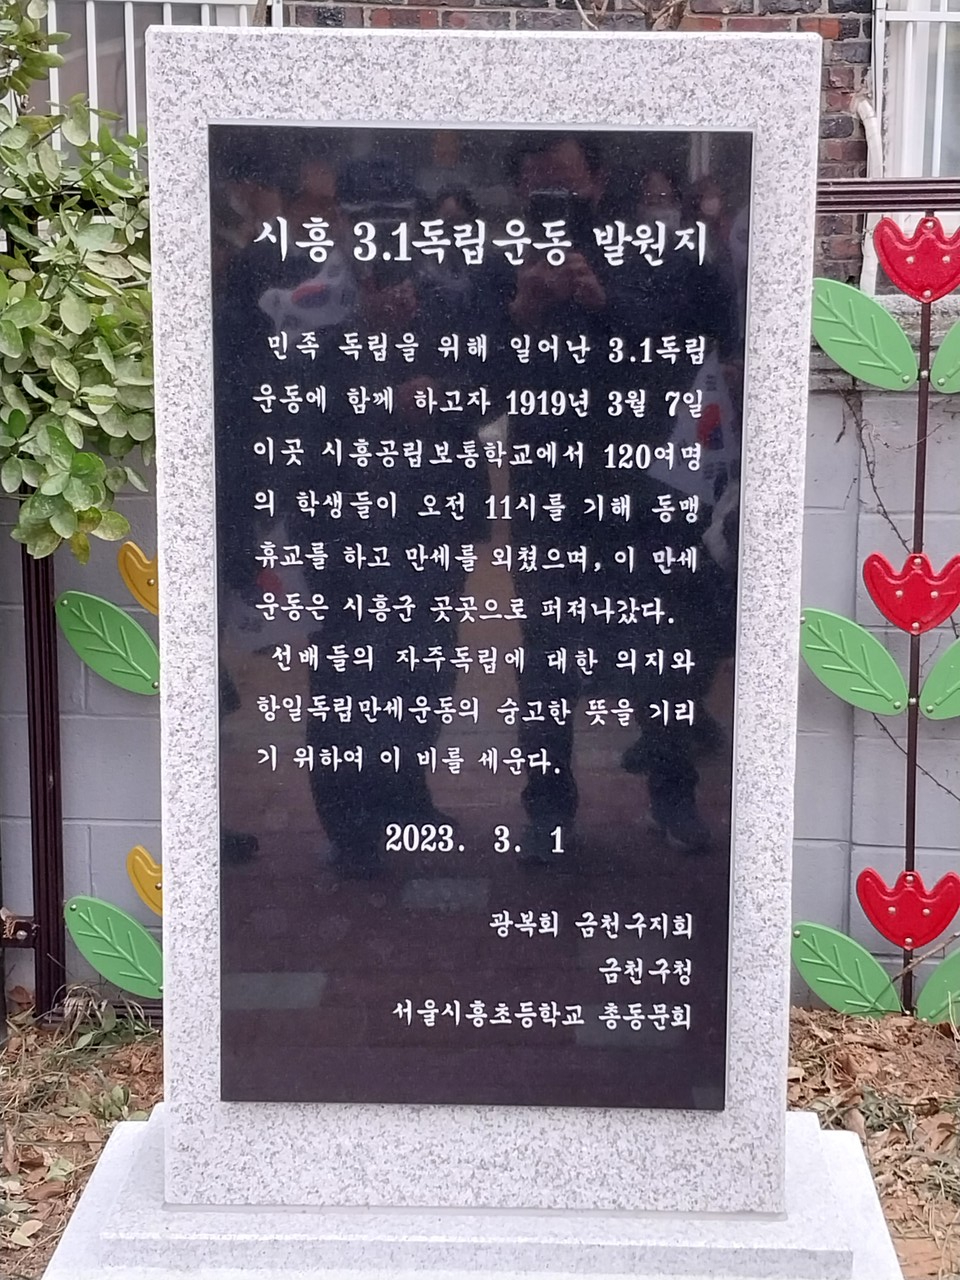 시흥 3.1독립운동 발원지
민족 독립을 위해 일어난 3.1독립
운동에 함께 하고자 1919년 3월 7일
이곳 시흥공립보통학교에서 120여명
의 학생들이 오전 11시를 기해 동맹
휴교를 하고 만세를 외쳤으며, 이 만세
운동은 시흥군 곳곳으로 퍼져나갔다.
선배들의 자주독립에 대한 의지와
항일독립만세운동의 숭고한 뜻을 기리
기 위하여 이 비를 세운다.
2023. 3. 1
광복회 금천구지회
금천구청
서울시흥초등학교 총동문회